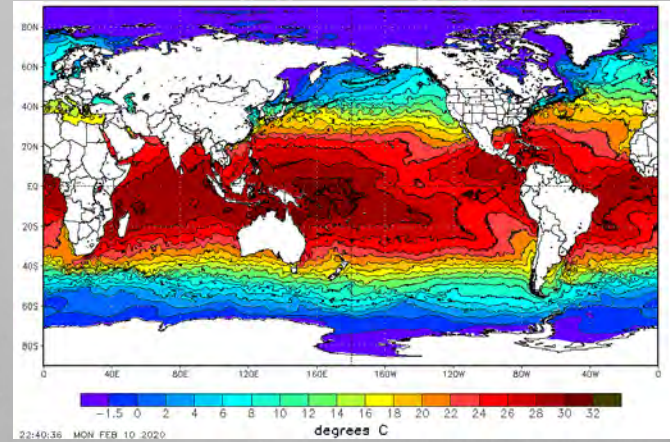 80N
60N
40N
20N
EQ
20S
40S
60S
80S
0 40E 80E 120E 160E 160W 120W 80W 40W 0
-1.5 0 2 4 6 8 10 12 14 16 18 20 22 24 26 28 30 32
degrees C
22:40:36 MON FEB 10 2020